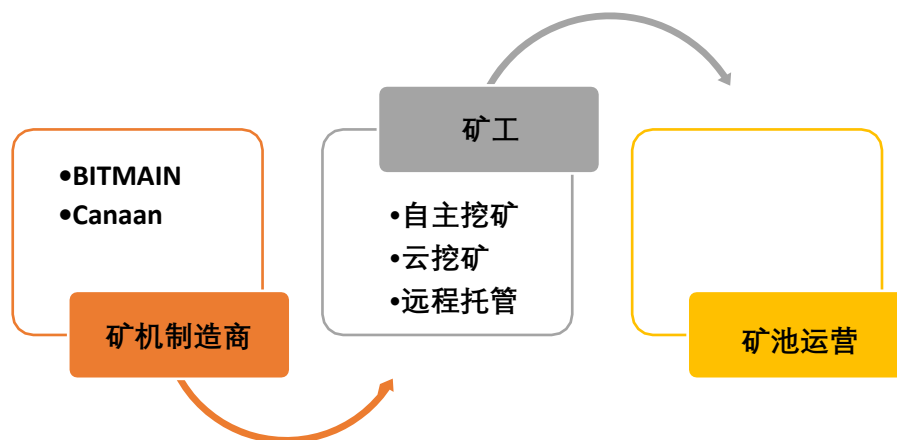 •BITMAIN
•Canaan
矿机制造商
矿工
•自主挖矿
•云挖矿
•远程托管
矿池运营